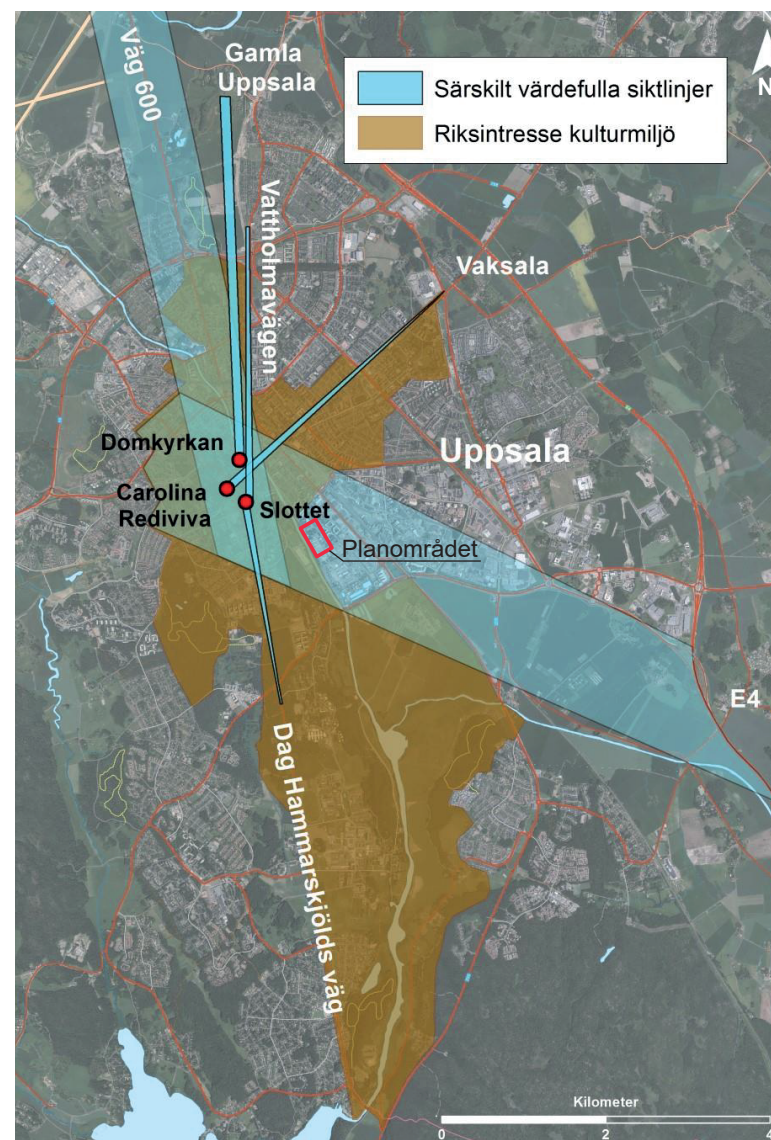 Väg 600
Gamla
Uppsala
N
Särskilt värdefulla siktlinjer
Riksintresse kulturmiljö
Vattholmavägen
Vaksala
Domkyrkan
Uppsala
Carolina
Rediviva
Slottet
Planområdet
E4
Dag Hammarskjölds väg
Kilometer
0
2
4